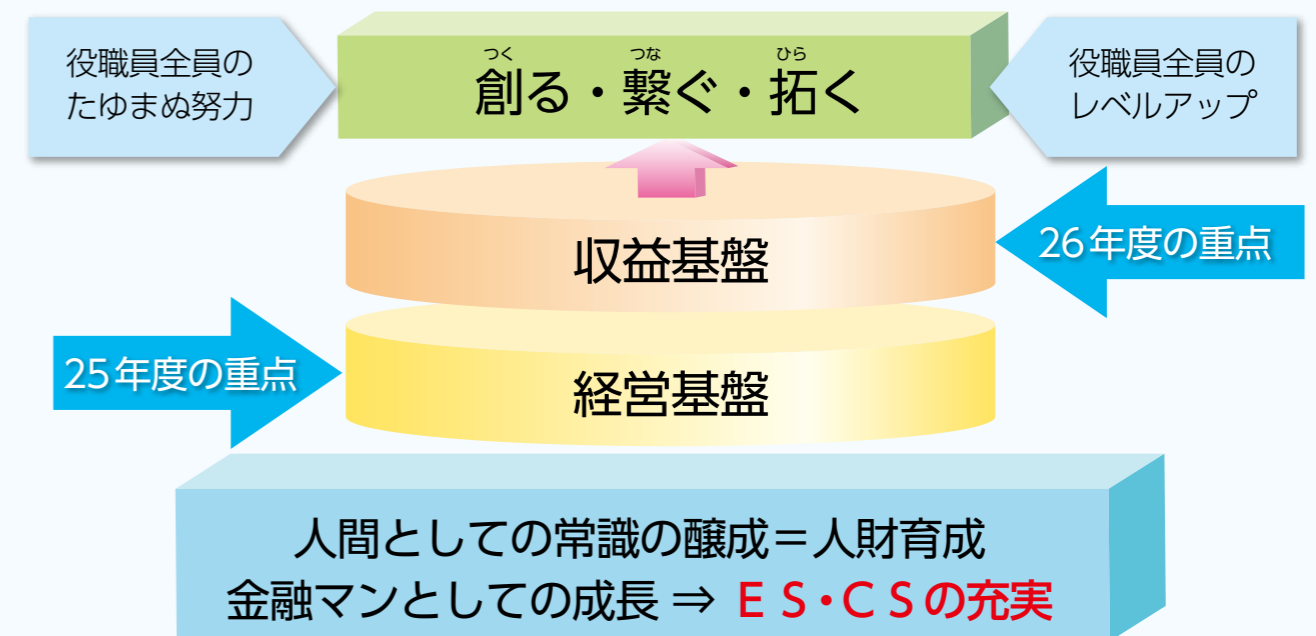 役職員全員の
たゆまぬ努力
つく つな ひら
創る・繋ぐ・拓く
役職員全員の
レベルアップ
収益基盤
26年度の重点
25年度の重点
経営基盤
人間としての常識の醸成＝人財育成
金融マンとしての成長 ⇒ ＥＳ・ＣＳの充実